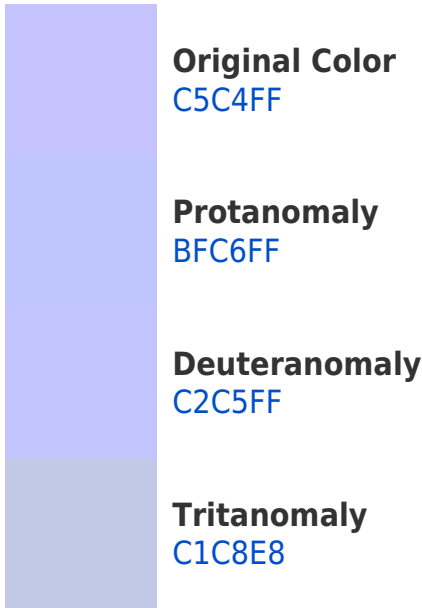 Original Color
C5C4FF
Protanomaly
BFC6FF
Deuteranomaly
C2C5FF
Tritanomaly
C1C8E8